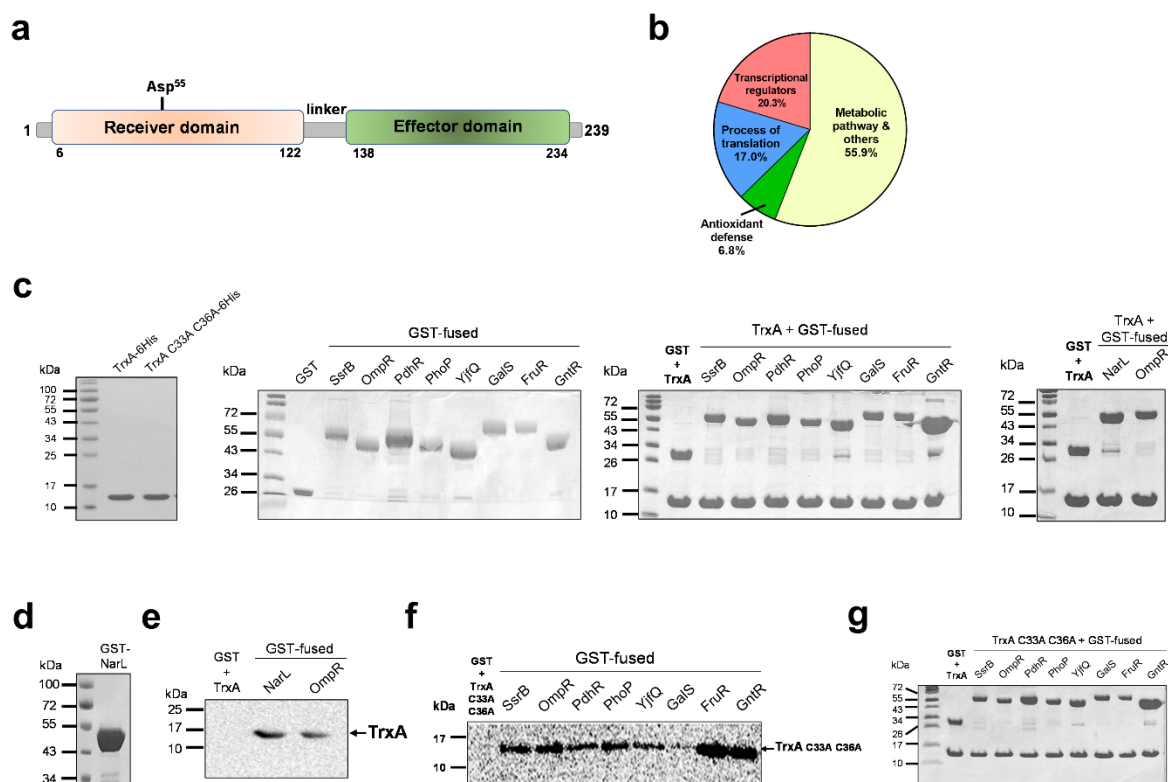 a
Asp55
linker
1
Receiver domain
Effector domain
239
6
122
138
234
b
Transcriptional
regulators
20.3%
Metabolic
pathway &
others
55.9%
Process of
translation
17.0%
Antioxidant
defense
6.8%
c
kDa
TrxA-6His
TrxA C33A C36A-6His
100
72
55
43
34
26
17
10
GST-fused
kDa
GST
SsrB
OmpR
PdhR
PhoP
YjfQ
GalS
FruR
GntR
72
55
43
34
26
TrxA + GST-fused
kDa
GST
+
TrxA
SsrB
OmpR
PdhR
PhoP
YjfQ
GalS
FruR
GntR
72
55
43
34
26
17
10
TrxA +
GST-fused
kDa
GST
+
TrxA
NarL
OmpR
72
55
43
34
26
17
10
d
GST-
NarL
kDa
100
72
55
43
34
e
GST-fused
GST
+
TrxA
NarL
OmpR
kDa
25
17
10
TrxA
f
GST-fused
GST
+
TrxA
C33A
C36A
kDa
SsrB
OmpR
PdhR
PhoP
YjfQ
GalS
FruR
GntR
17
10
TrxA C33A C36A
g
TrxA C33A C36A + GST-fused
GST
+
TrxA
kDa
SsrB
OmpR
PdhR
PhoP
YjfQ
GalS
FruR
GntR
72
55
43
34
26
17
10